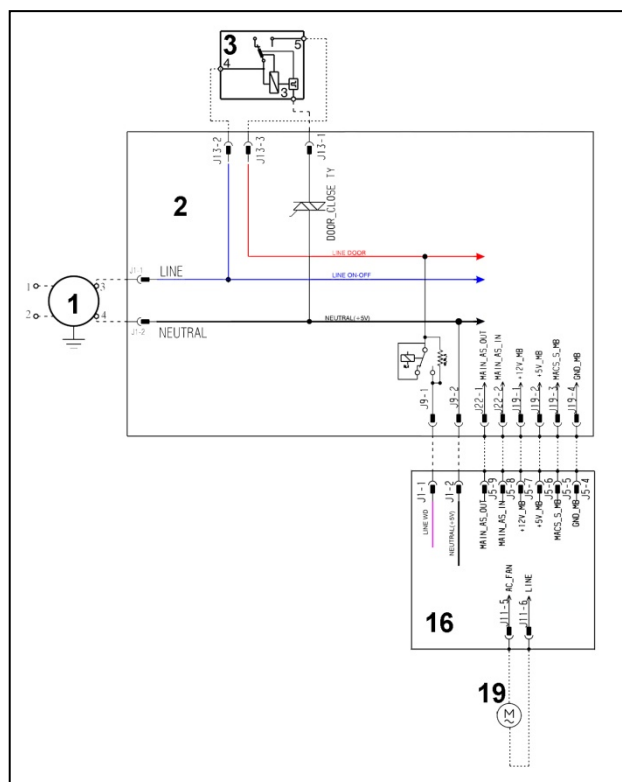 3
5
4
3
J13-2
J13-3
J13-1
2
DOOR_CLOSE TY
LINE DOOR
J1-1
LINE
LINE ON-OFF
1
3
1
2
4
NEUTRAL(+5V)
J1-2
NEUTRAL
J9-1
J9-2
J22-1
MAIN_AS_OUT
J22-2
MAIN_AS_IN
J19-1
+12V_MB
J19-2
+5V_MB
J19-3
MACS_S_MB
J19-4
GND_MB
J1-1
J1-2
J5-9
J5-8
J5-7
J5-6
J5-5
J5-4
LINE WD
NEUTRAL(+5V)
MAIN_AS_OUT
MAIN_AS_IN
+12V_MB
+5V_MB
MACS_S_MB
GND_MB
16
J11-5
AC_FAN
J11-6
LINE
19
M